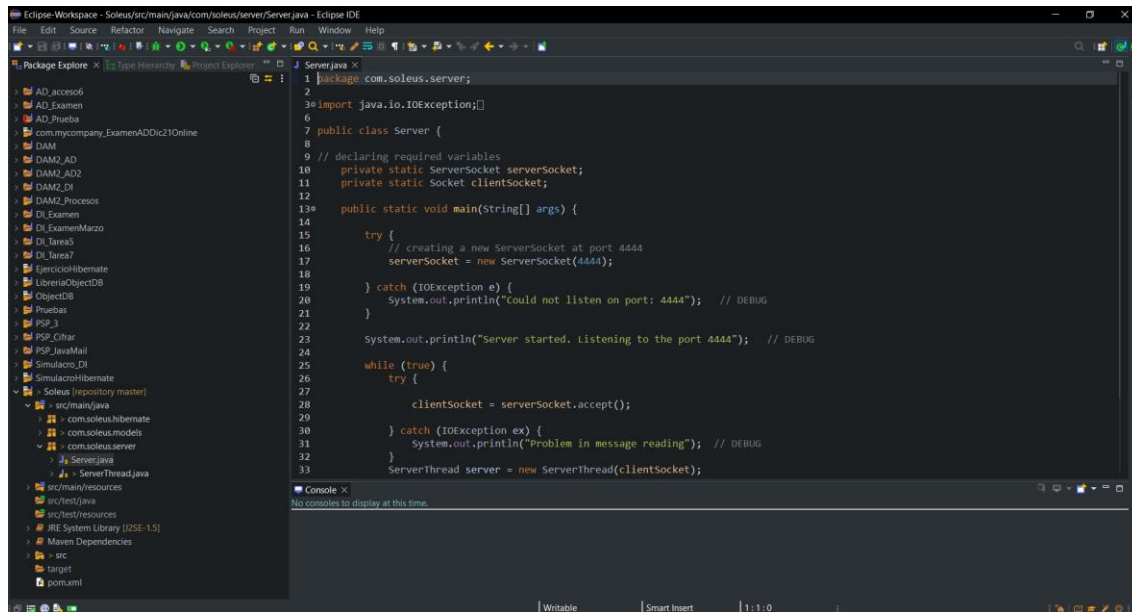 Eclipse-Workspace - Soleus/src/main/java/com/soleus/server/Server.java - Eclipse IDE
File Edit Source Refactor Navigate Search Project Run Window Help
Package Explore Type Hierarchy Project Explorer
AD_acceso6
AD_Examen
AD_Prueba
com.mycompany_ExamenADDic21Online
DAM
DAM2_AD
DAM2_AD2
DAM2_DI
DAM2_Procesos
DI_Examen
DI_ExamenMarzo
DI_Tarea5
DI_Tarea7
EjercicioHibernate
LibreriaObjectDB
ObjectDB
Pruebas
PSP_3
PSP_Cifrar
PSP_JavaMail
Simulacro_DI
SimulacroHibernate
> Soleus [repository master]
> src/main/java
> com.soleus.hibernate
> com.soleus.models
> com.soleus.server
Server.java
> ServerThread.java
> src/main/resources
src/test/java
src/test/resources
JRE System Library [J2SE-1.5]
Maven Dependencies
> src
target
pom.xml
Server.java
1 package com.soleus.server;
2
3 import java.io.IOException;
6
7 public class Server {
8
9 // declaring required variables
10 private static ServerSocket serverSocket;
11 private static Socket clientSocket;
12
13 public static void main(String[] args) {
14
15 try {
16 // creating a new ServerSocket at port 4444
17 serverSocket = new ServerSocket(4444);
18
19 } catch (IOException e) {
20 System.out.println("Could not listen on port: 4444"); // DEBUG
21 }
22
23 System.out.println("Server started. Listening to the port 4444"); // DEBUG
24
25 while (true) {
26 try {
27
28 clientSocket = serverSocket.accept();
29
30 } catch (IOException ex) {
31 System.out.println("Problem in message reading"); // DEBUG
32 }
33 ServerThread server = new ServerThread(clientSocket);
Console
No consoles to display at this time.
Writable Smart Insert 1:1:0